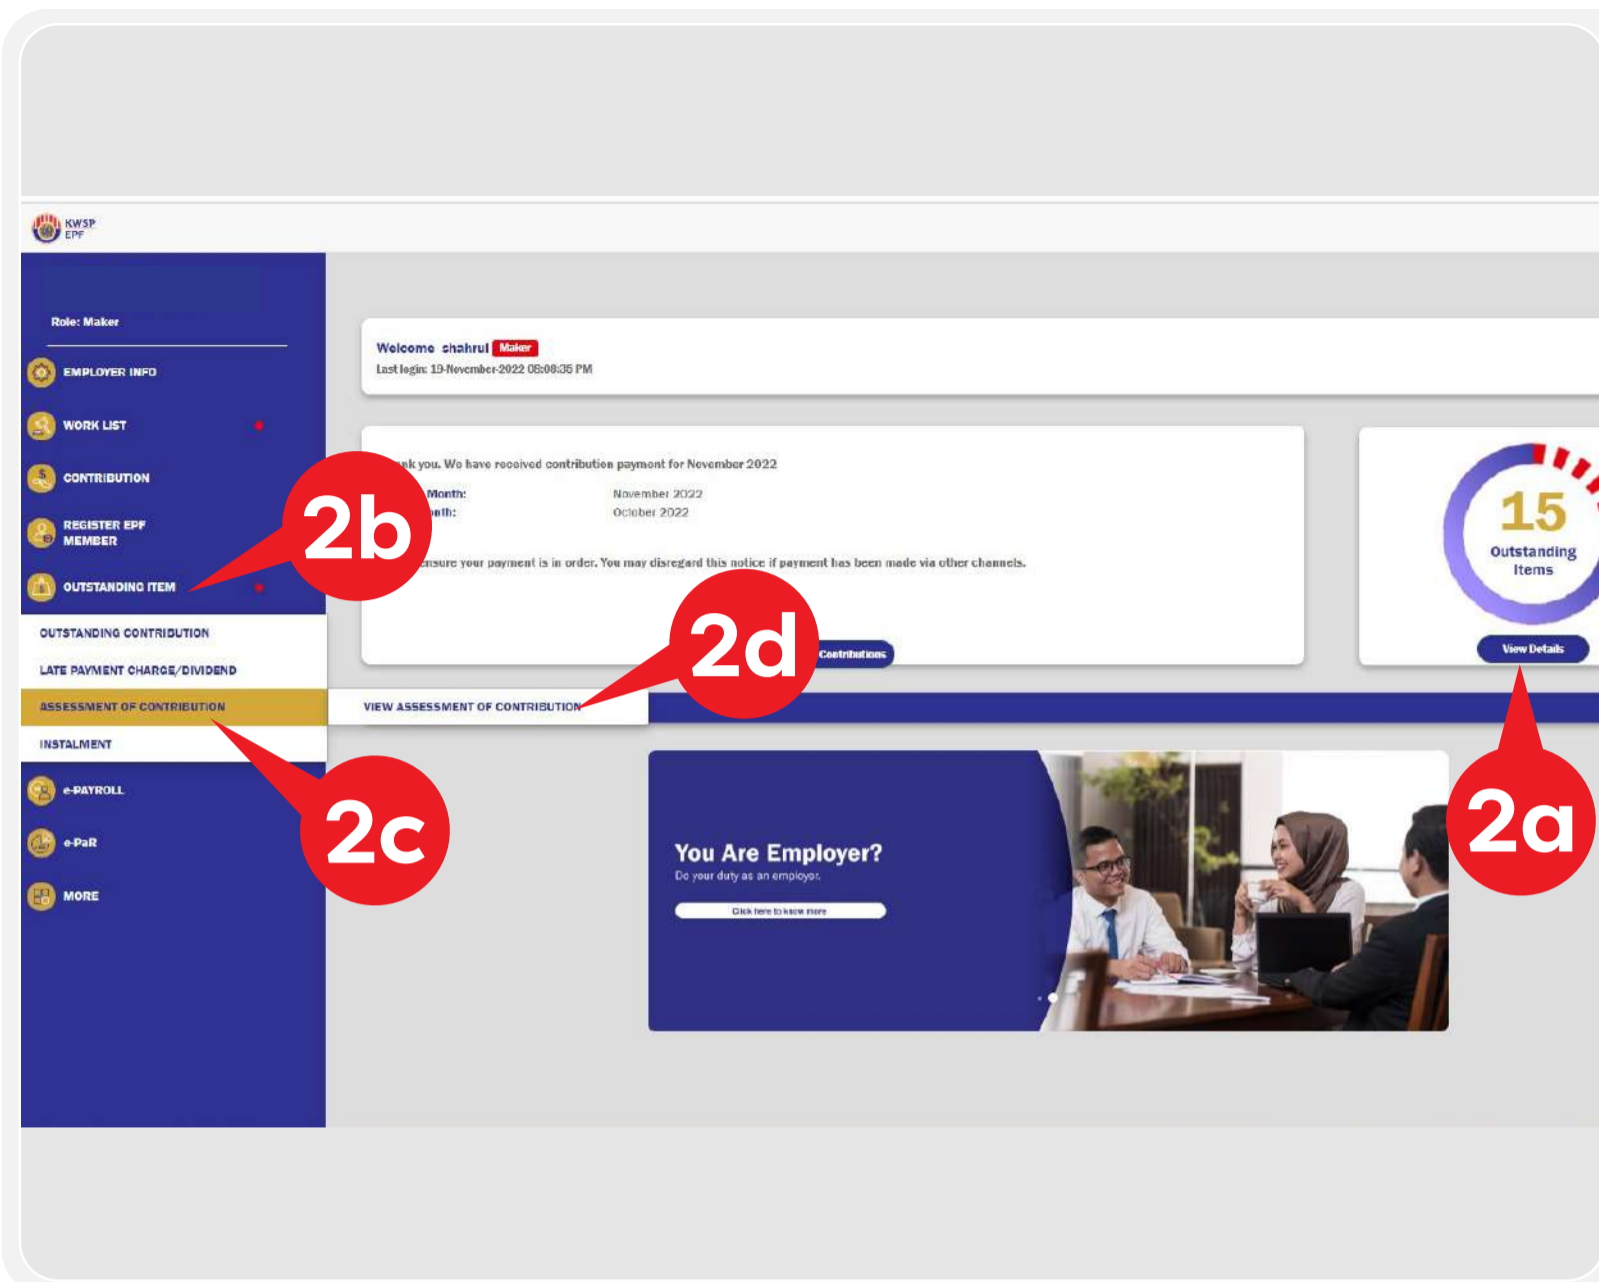 KWSP
EPF
Role: Maker
EMPLOYER INFO
WORK LIST
CONTRIBUTION
REGISTER EPF
MEMBER
OUTSTANDING ITEM
OUTSTANDING CONTRIBUTION
LATE PAYMENT CHARGE/DIVIDEND
ASSESSMENT OF CONTRIBUTION
INSTALMENT
e-PAYROLL
e-PaR
MORE
VIEW ASSESSMENT OF CONTRIBUTION
Welcome shahrul Maker
Last login: 19-November-2022 08:08:35 PM
you. We have received contribution payment for November 2022
Month: November 2022
October 2022
ensure your payment is in order. You may disregard this notice if payment has been made via other channels.
Contributions
15
Outstanding
Items
View Details
You Are Employer?
Do your duty as an employer.
Click here to know more
2a
2b
2c
2d